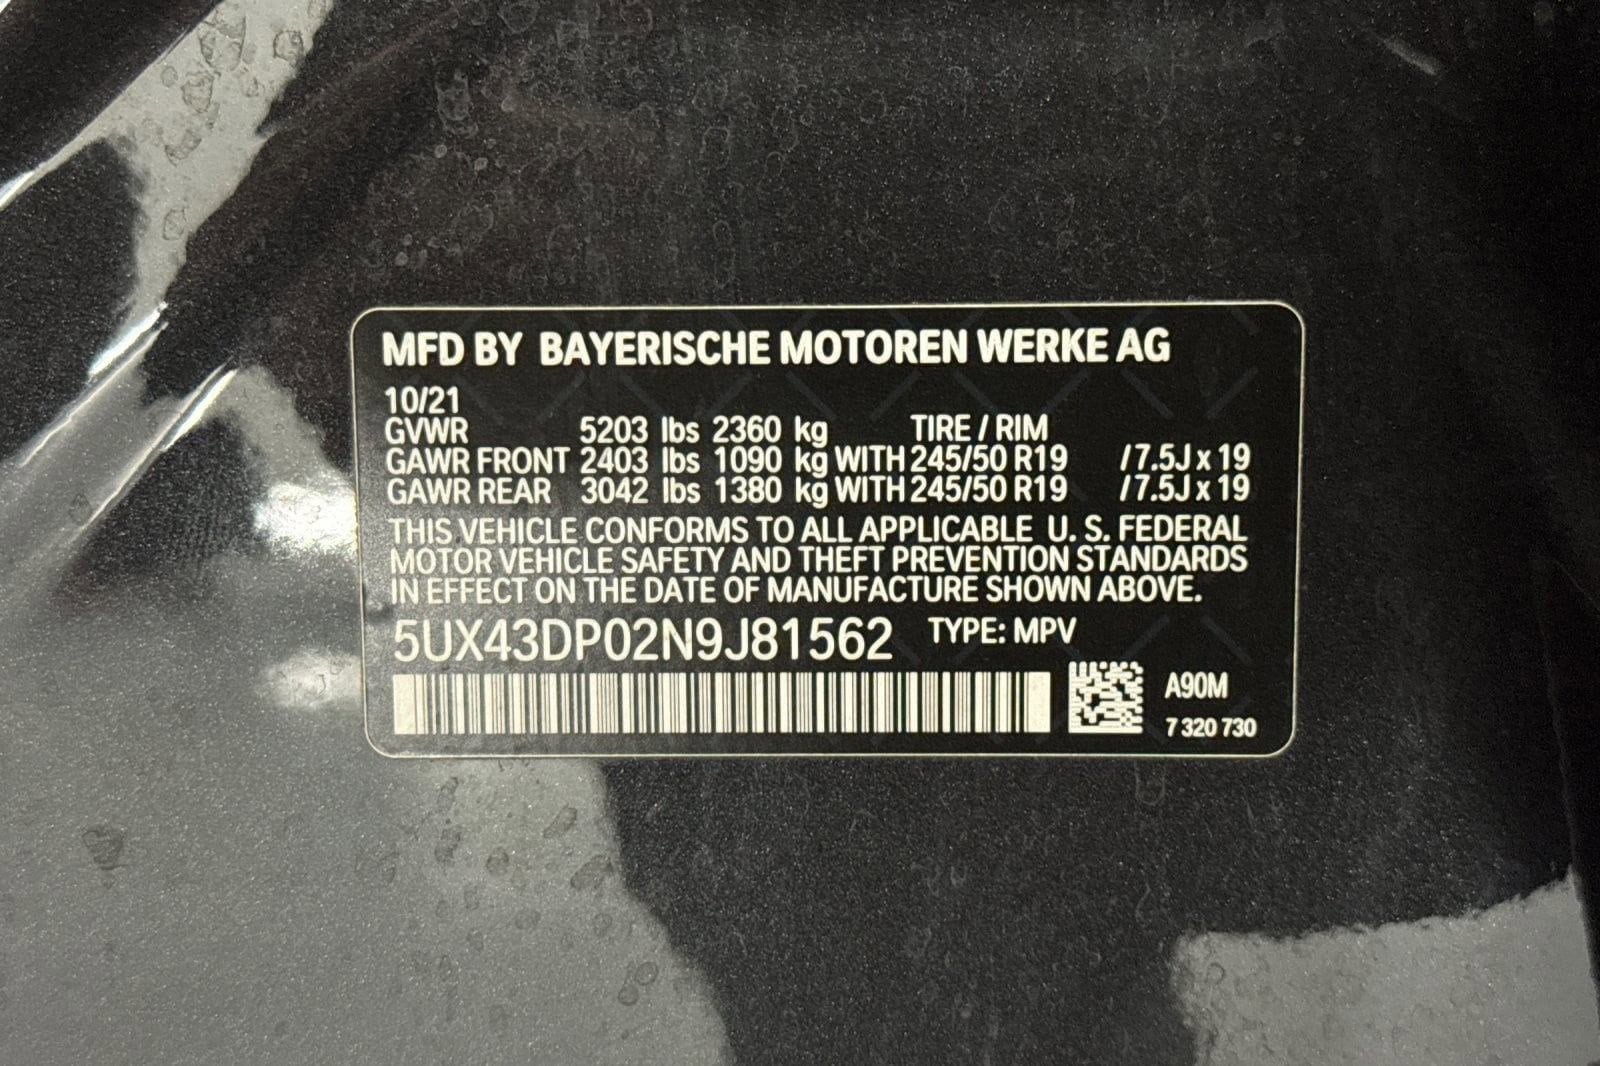 MFD BY BAYERISCHE MOTOREN WERKE AG
10/21
GVWR 5203 lbs 2360 kg TIRE / RIM
GAWR FRONT 2403 lbs 1090 kg WITH 245/50 R19 /7.5J x 19
GAWR REAR 3042 lbs 1380 kg WITH 245/50 R19 /7.5J x 19
THIS VEHICLE CONFORMS TO ALL APPLICABLE U. S. FEDERAL
MOTOR VEHICLE SAFETY AND THEFT PREVENTION STANDARDS
IN EFFECT ON THE DATE OF MANUFACTURE SHOWN ABOVE.
5UX43DP02N9J81562 TYPE: MPV
A90M
7 320 730